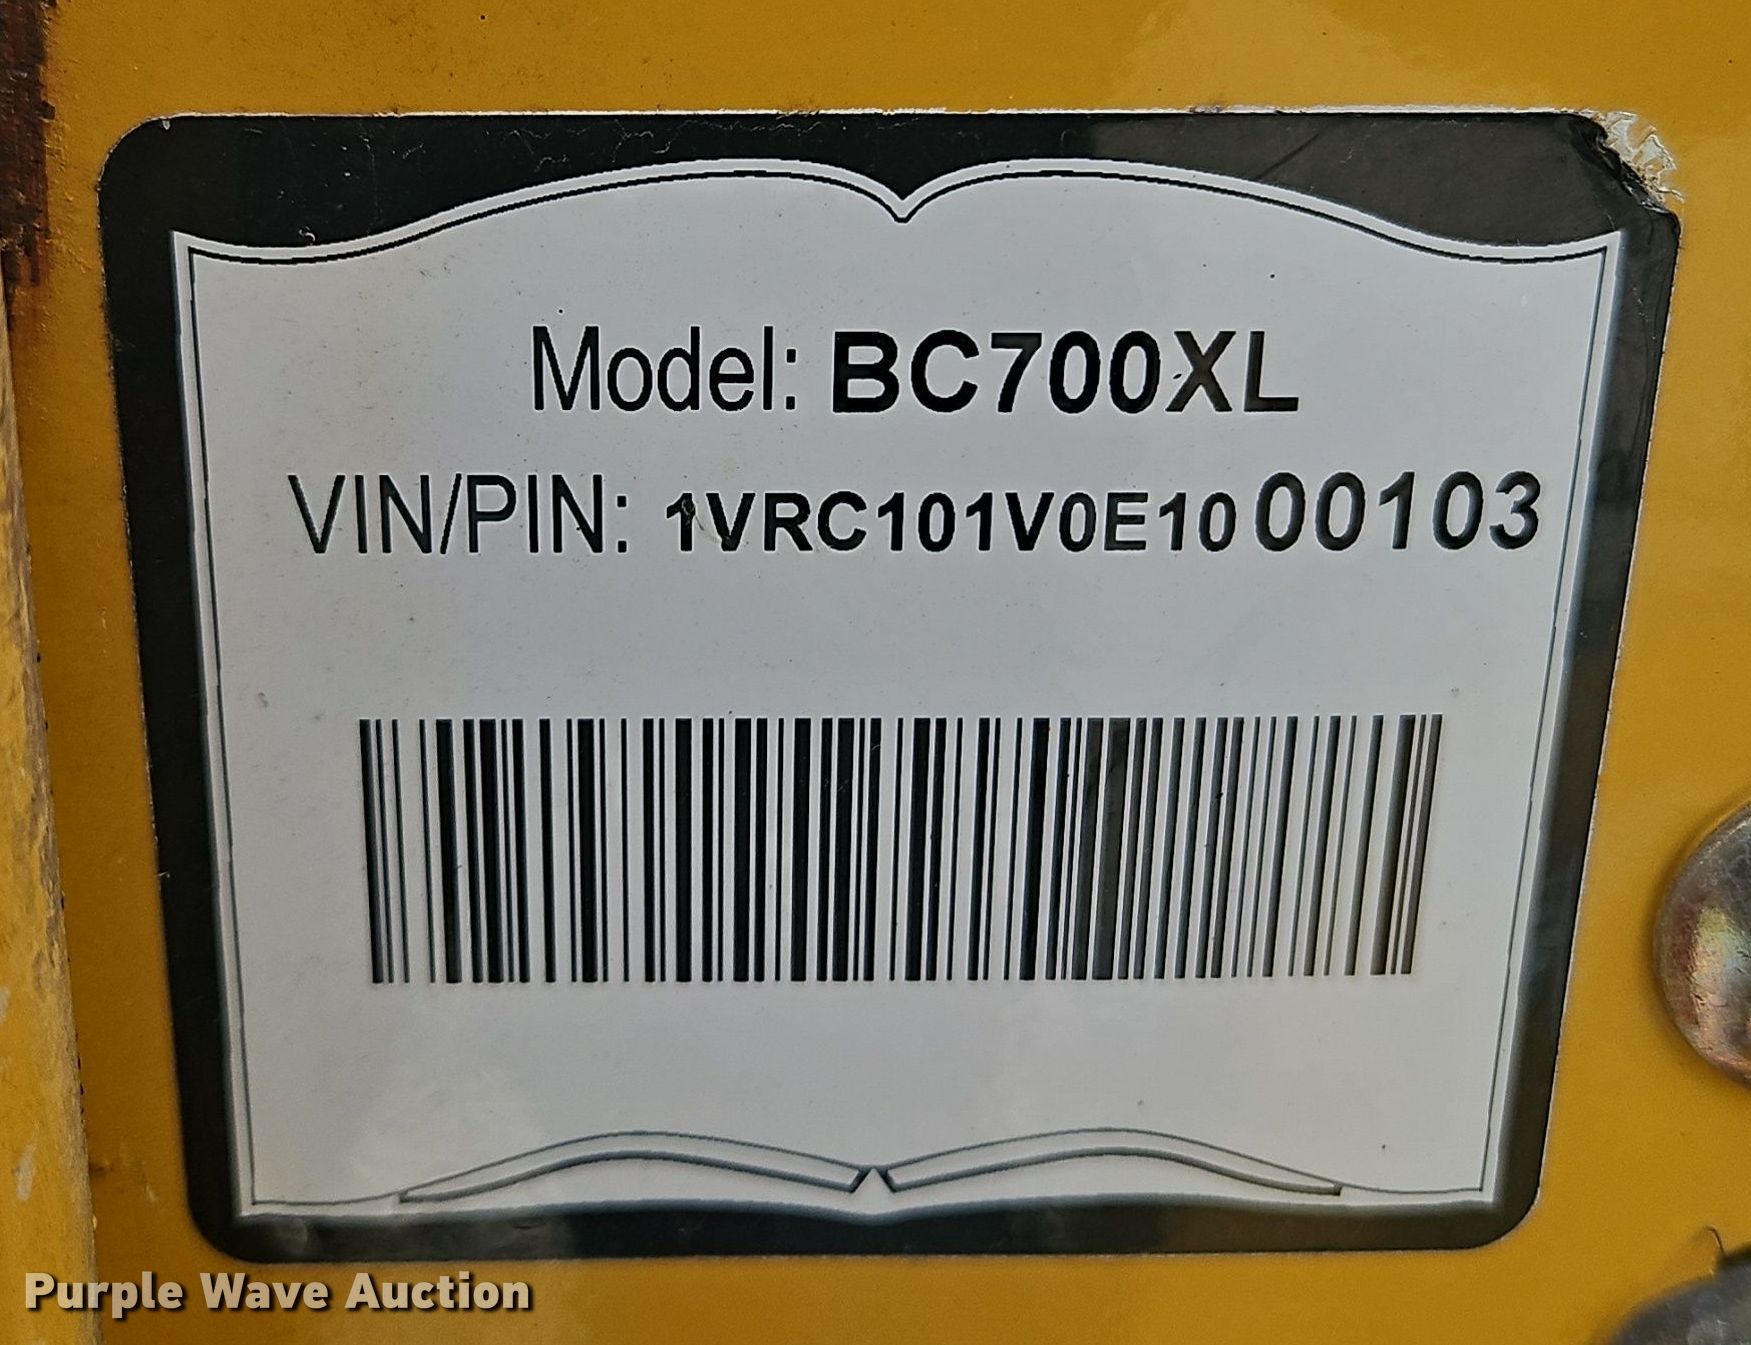 Model: BC700XL
VIN/PIN: 1VRC101V0E1000103
Purple Wave Auction